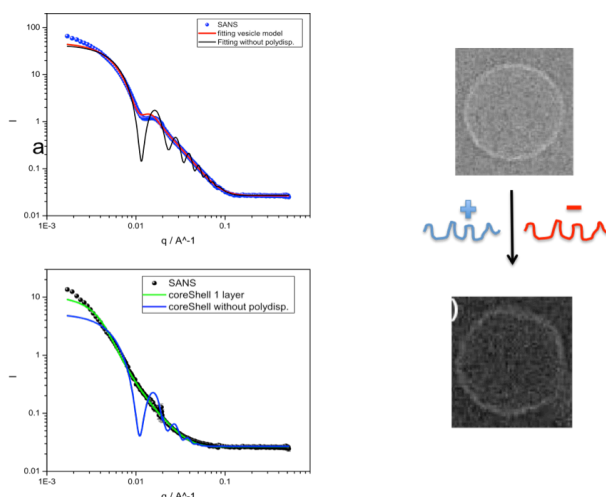 SANS
fitting vesicle model
Fitting without polydisp.
100
10
1
0.1
0.01
I
a
1E-3 0.01 0.1
q / A^-1
+ -
SANS
coreShell 1 layer
coreShell without polydisp.
10
1
0.1
0.01
I
1E-3 0.01 0.1
q / A^-1
)